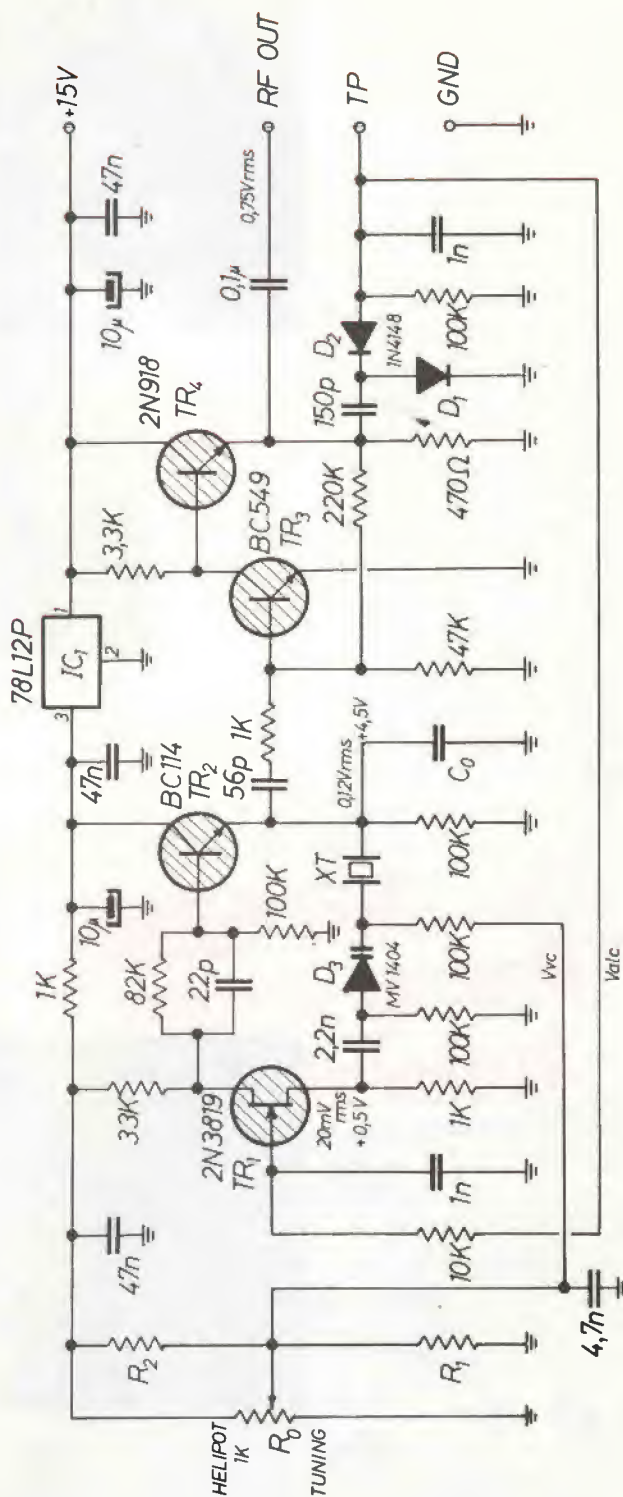 78L12P
+15V
1K
3
IC1
1
2
10µ
47n
10µ
47n
47n
33K
82K
22p
100K
BC114
TR2
3,3K
2N918
TR4
R2
2N3819
TR1
56p
1K
BC549
TR3
0,1µ
0,75Vrms
RF OUT
HELIPOT
1K
R0
TUNING
20mV
rms
+0,5V
2,2n
D3
MV1404
XT
0,12Vrms
+4,5V
220K
150p
D2
1N4148
TP
R1
10K
1n
1K
100K
100K
100K
C0
47K
470Ω
D1
100K
1n
GND
Vvc
4,7n
Valc